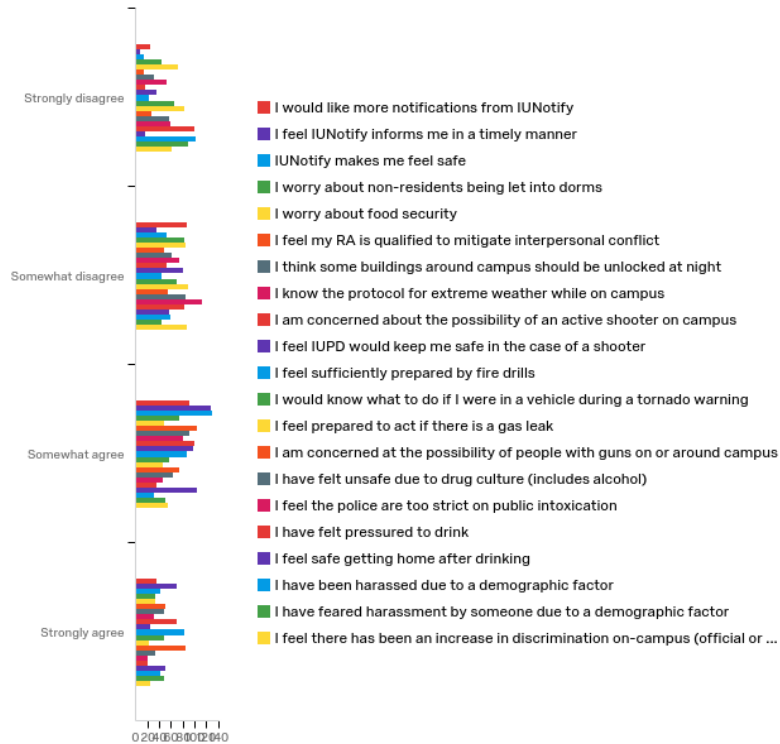 Strongly disagree
Somewhat disagree
Somewhat agree
Strongly agree
I would like more notifications from IUNotify
I feel IUNotify informs me in a timely manner
IUNotify makes me feel safe
I worry about non-residents being let into dorms
I worry about food security
I feel my RA is qualified to mitigate interpersonal conflict
I think some buildings around campus should be unlocked at night
I know the protocol for extreme weather while on campus
I am concerned about the possibility of an active shooter on campus
I feel IUPD would keep me safe in the case of a shooter
I feel sufficiently prepared by fire drills
I would know what to do if I were in a vehicle during a tornado warning
I feel prepared to act if there is a gas leak
I am concerned at the possibility of people with guns on or around campus
I have felt unsafe due to drug culture (includes alcohol)
I feel the police are too strict on public intoxication
I have felt pressured to drink
I feel safe getting home after drinking
I have been harassed due to a demographic factor
I have feared harassment by someone due to a demographic factor
I feel there has been an increase in discrimination on-campus (official or ...
0 20 40 60 80 100 120 140